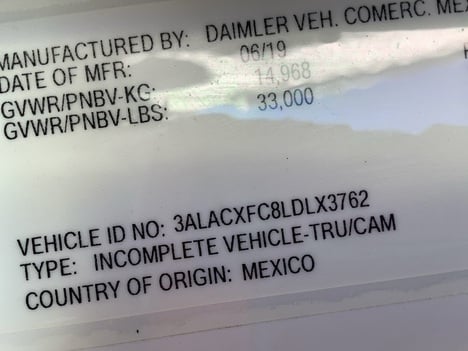 MANUFACTURED BY: DAIMLER VEH. COMERC. MEX
DATE OF MFR: 06/19
GVWR/PNBV-KG: 14,968
GVWR/PNBV-LBS: 33,000
VEHICLE ID NO: 3ALACXFC8LDLX3762
TYPE: INCOMPLETE VEHICLE-TRU/CAM
COUNTRY OF ORIGIN: MEXICO